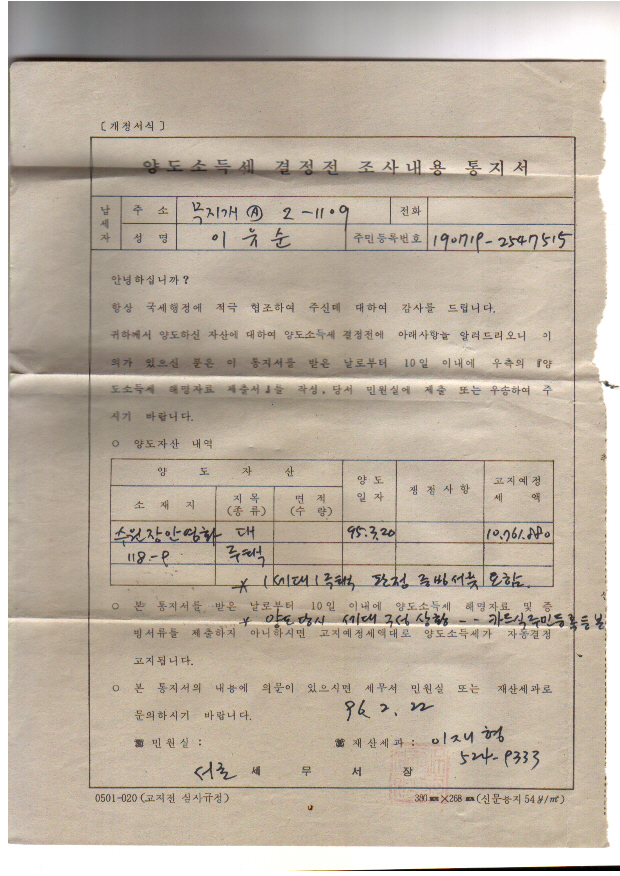 [ 개정서식 ]
양도소득세 결정전 조사내용 통지서
납세자 주 소 무지개 Ⓐ 2-1109 전화
성 명 이 순 주민등록번호 190719-2547515
안녕하십니까?
항상 국세행정에 적극 협조하여 주신데 대하여 감사를 드립니다.
귀하께서 양도하신 자산에 대하여 양도소득세 결정전에 아래사항을 알려드리오니 이
의가 있으신 분은 이 통지서를 받은 날로부터 10일 이내에 우측의 『양
도소득세 해명자료 제출서』를 작성, 당서 민원실에 제출 또는 우송하여 주
시기 바랍니다.
○ 양도자산 내역
양 도 자 산 양 도 일 자 쟁점사항 고지예정 세 액
소 재 지 지 목 (종 류) 면 적 (수 량)
수원장안영화 대 95.3.20 10.761.880
118-9 주택
* 1세대1주택 판정 증빙서류 요함.
○ 본 통지서를 받은 날로부터 10일 이내에 양도소득세 해명자료 및 증
* 양도당시 세대 구성 상황 -- 카드식주민등록등본
빙서류를 제출하지 아니하시면 고지예정세액대로 양도소득세가 자동결정
고지됩니다.
○ 본 통지서의 내용에 의문이 있으시면 세무서 민원실 또는 재산세과로
문의하시기 바랍니다. 96. 2. 22
☎ 민원실 : ☎ 재산세과 : 이재형
524-9333
서초 세 무 서 장
0501-020 (고지전 심사규정) 380㎜×268㎜ (신문용지 54g/㎡)